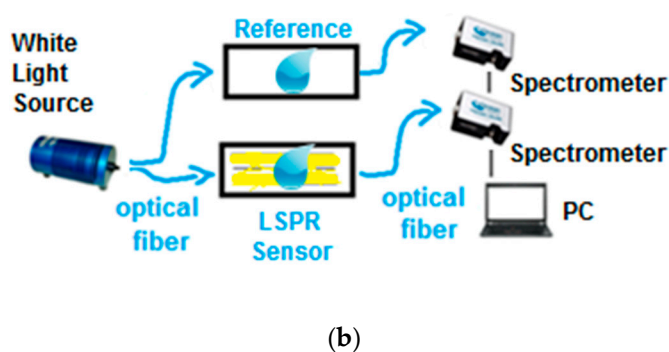 White
Light
Source
Reference
Spectrometer
Spectrometer
optical
fiber
LSPR
Sensor
optical
fiber
PC
(b)